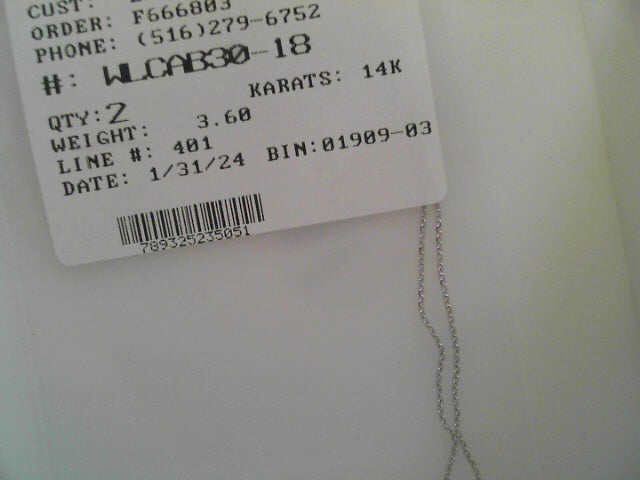 CUST:
ORDER: F666803
PHONE: (516)279-6752
#: WLCAB30-18
QTY: 2 KARATS: 14K
WEIGHT: 3.60
LINE #: 401
DATE: 1/31/24 BIN:01909-03
789325235051